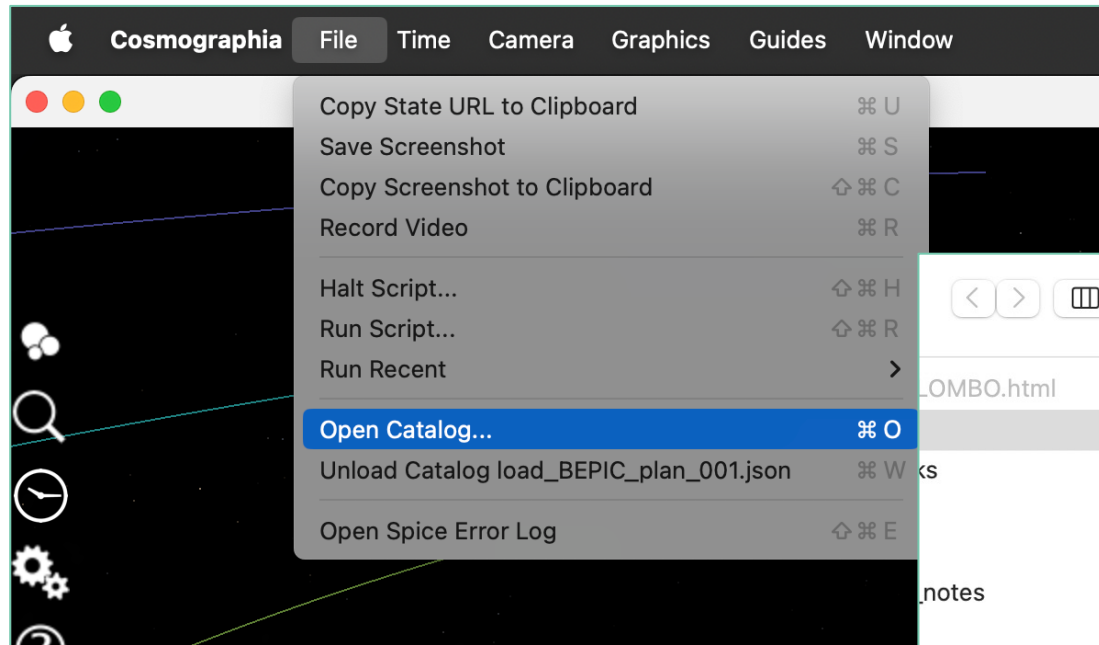 Cosmographia File Time Camera Graphics Guides Window
Copy State URL to Clipboard ⌘ U
Save Screenshot ⌘ S
Copy Screenshot to Clipboard ⇧ ⌘ C
Record Video ⌘ R
Halt Script... ⇧ ⌘ H
Run Script... ⇧ ⌘ R
Run Recent
LOMBO.html
Open Catalog... ⌘ O
Unload Catalog load_BEPIC_plan_001.json ⌘ W
ks
Open Spice Error Log ⇧ ⌘ E
_notes